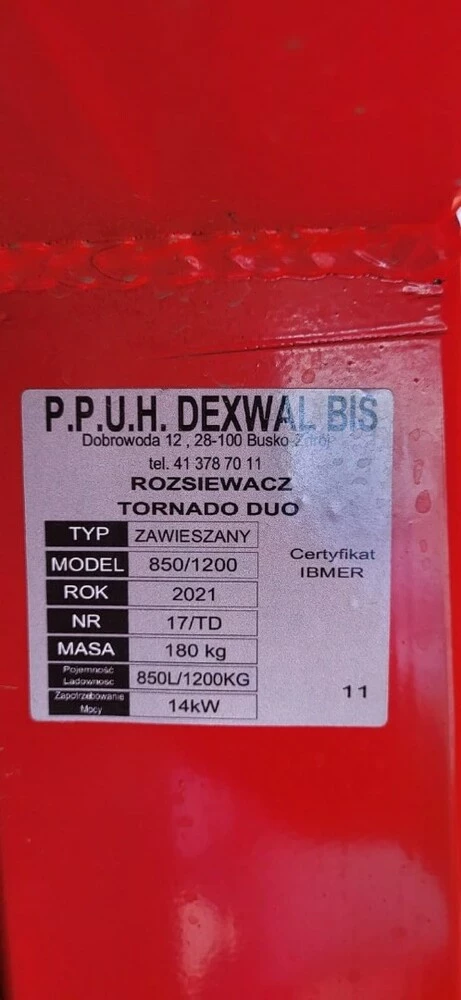 P.P.U.H. DEXWAL BIS
Dobrowoda 12 , 28-100 Busko-Zdrój
tel. 41 378 70 11
ROZSIEWACZ
TORNADO DUO
TYP ZAWIESZANY
MODEL 850/1200
ROK 2021
NR 17/TD
MASA 180 kg
Pojemność Ładowność 850L/1200KG
Zapotrzebowanie Mocy 14kW
Certyfikat
IBMER
11